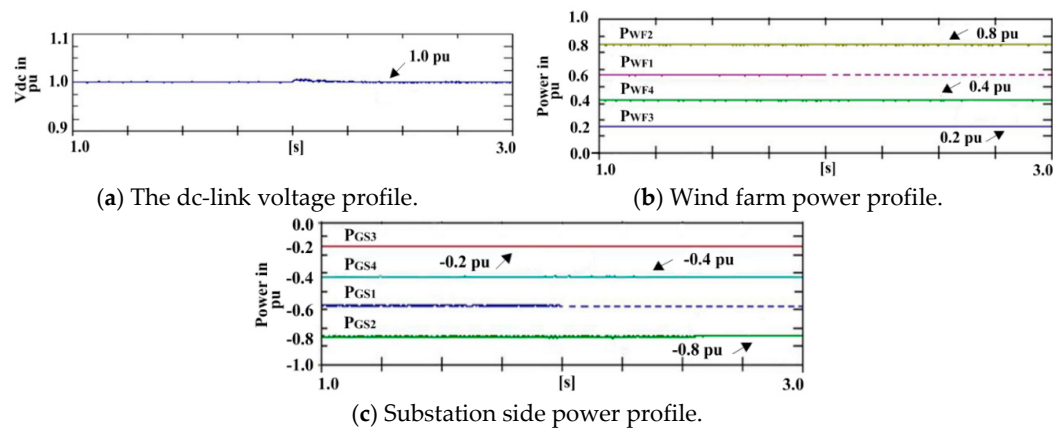 1.1
1.0 pu
1.0
0.9
Vdc in
pu
1.0
[s]
3.0
(a) The dc-link voltage profile.
1.0
0.8
0.6
0.4
0.2
0.0
Power in
pu
PWF2
0.8 pu
PWF1
PWF4
0.4 pu
PWF3
0.2 pu
1.0
[s]
3.0
(b) Wind farm power profile.
0.0
-0.2
-0.4
-0.6
-0.8
-1.0
Power in
pu
PGS3
-0.2 pu
-0.4 pu
PGS4
PGS1
PGS2
-0.8 pu
1.0
[s]
3.0
(c) Substation side power profile.